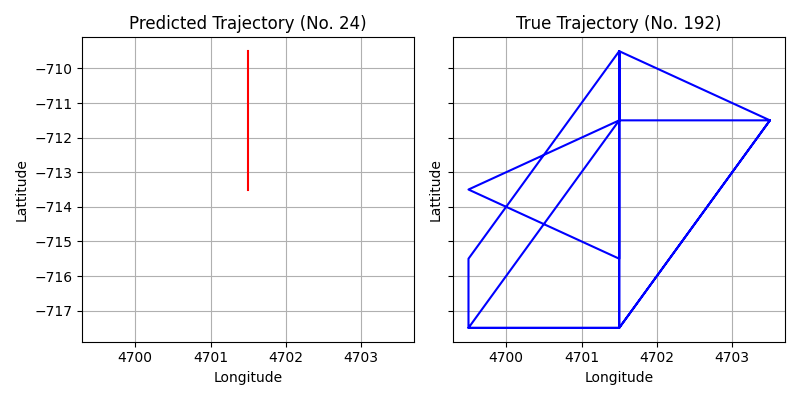 Predicted Trajectory (No. 24)
True Trajectory (No. 192)
−710
−711
−712
−713
−714
−715
−716
−717
Lattitude
Lattitude
4700 4701 4702 4703
4700 4701 4702 4703
Longitude
Longitude